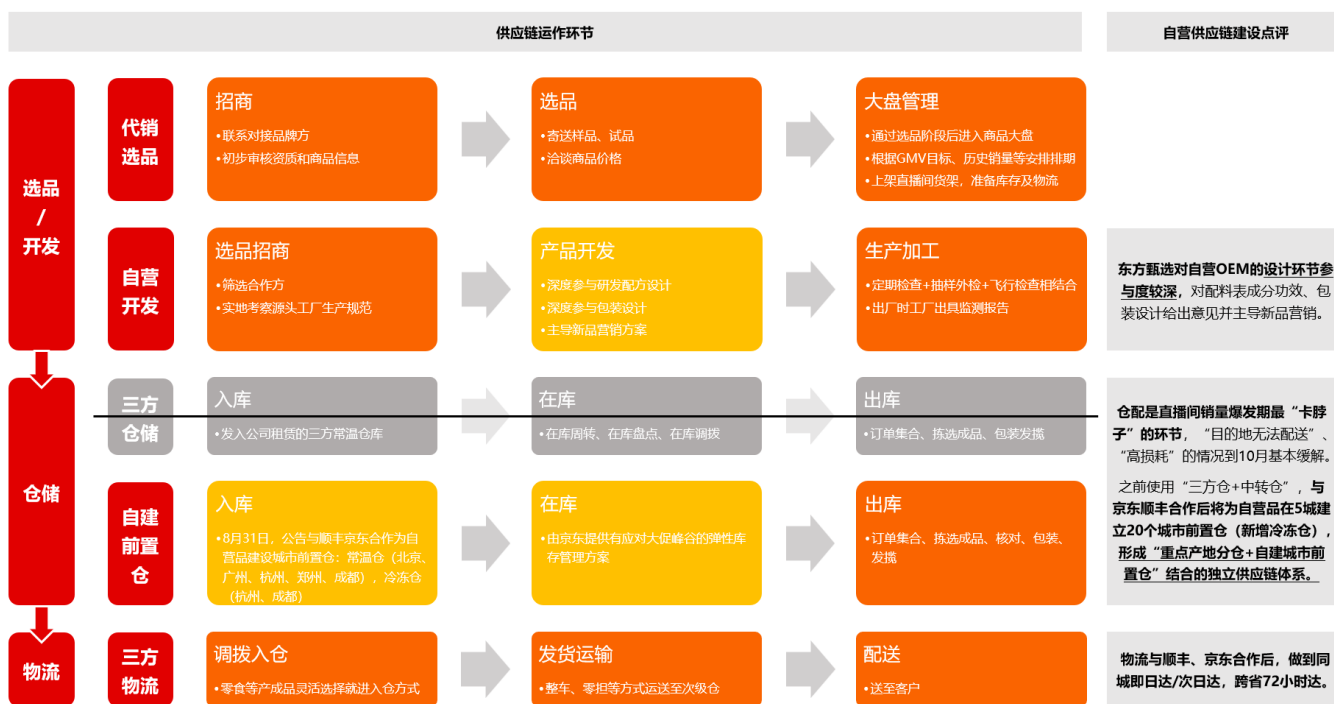 供应链运作环节
自营供应链建设点评
选品
/
开发
代销
选品
招商
•联系对接品牌方
•初步审核资质和商品信息
选品
•寄送样品、试品
•洽谈商品价格
大盘管理
•通过选品阶段后进入商品大盘
•根据GMV目标、历史销量等安排排期
•上架直播间货架，准备库存及物流
自营
开发
选品招商
•筛选合作方
•实地考察源头工厂生产规范
产品开发
•深度参与研发配方设计
•深度参与包装设计
•主导新品营销方案
生产加工
•定期检查+抽样外检+飞行检查相结合
•出厂时工厂出具监测报告
东方甄选对自营OEM的设计环节参
与度较深，对配料表成分功效、包
装设计给出意见并主导新品营销。
仓储
三方
仓储
入库
•发入公司租赁的三方常温仓库
在库
•在库周转、在库盘点、在库调拨
出库
•订单集合、拣选成品、包装发揽
自建
前置
仓
入库
•8月31日，公告与顺丰京东合作为自
营品建设城市前置仓：常温仓（北京、
广州、杭州、郑州、成都），冷冻仓
（杭州、成都）
在库
•由京东提供有应对大促峰谷的弹性库
存管理方案
出库
•订单集合、拣选成品、核对、包装、
发揽
仓配是直播间销量爆发期最“卡脖
子”的环节，“目的地无法配送”、
“高损耗”的情况到10月基本缓解。
之前使用“三方仓+中转仓”，与
京东顺丰合作后将为自营品在5城建
立20个城市前置仓（新增冷冻仓），
形成“重点产地分仓+自建城市前
置仓”结合的独立供应链体系。
物流
三方
物流
调拨入仓
•零食等产成品灵活选择就进入仓方式
发货运输
•整车、零担等方式运送至次级仓
配送
•送至客户
物流与顺丰、京东合作后，做到同
城即日达/次日达，跨省72小时达。